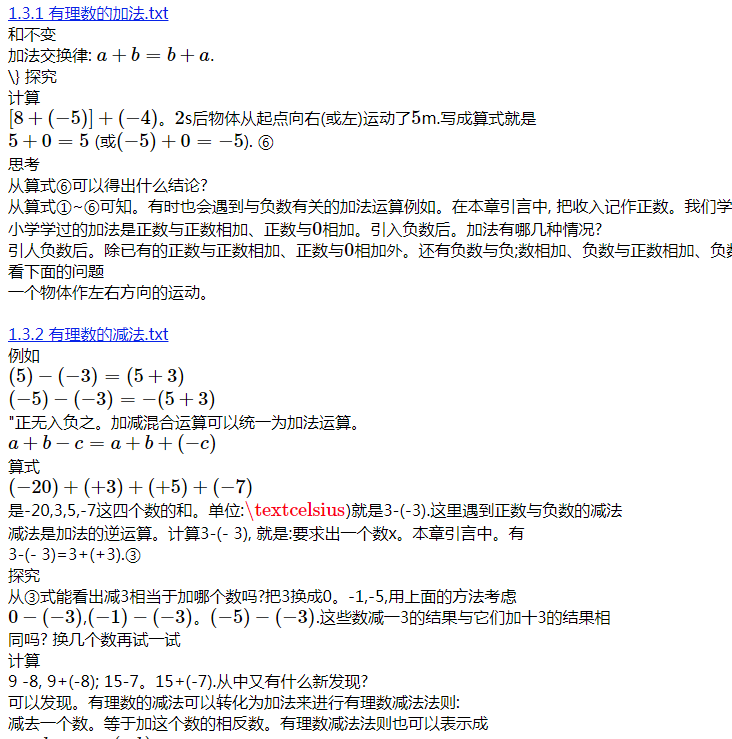 1.3.1 有理数的加法.txt
和不变
加法交换律: a + b = b + a.
\} 探究
计算
[8 + (−5)] + (−4)。2s后物体从起点向右(或左)运动了5m.写成算式就是
5 + 0 = 5 (或(−5) + 0 = −5). ⑥
思考
从算式⑥可以得出什么结论?
从算式①~⑥可知。有时也会遇到与负数有关的加法运算例如。在本章引言中, 把收入记作正数。我们学
小学学过的加法是正数与正数相加、正数与0相加。引入负数后。加法有哪几种情况?
引人负数后。除已有的正数与正数相加、正数与0相加外。还有负数与负;数相加、负数与正数相加、负
看下面的问题
一个物体作左右方向的运动。
1.3.2 有理数的减法.txt
例如
(5) − (−3) = (5 + 3)
(−5) − (−3) = −(5 + 3)
"正无入负之。加减混合运算可以统一为加法运算。
a + b − c = a + b + (−c)
算式
(−20) + (+3) + (+5) + (−7)
是-20,3,5,-7这四个数的和。单位:\textcelsius)就是3-(-3).这里遇到正数与负数的减法
减法是加法的逆运算。计算3-(- 3), 就是:要求出一个数x。本章引言中。有
3-(- 3)=3+(+3).③
探究
从③式能看出减3相当于加哪个数吗?把3换成0。-1,-5,用上面的方法考虑
0 − (−3),(−1) − (−3)。(−5) − (−3).这些数减一3的结果与它们加十3的结果相
同吗? 换几个数再试一试
计算
9 -8, 9+(-8); 15-7。15+(-7).从中又有什么新发现?
可以发现。有理数的减法可以转化为加法来进行有理数减法法则:
减去一个数。等于加这个数的相反数。有理数减法法则也可以表示成